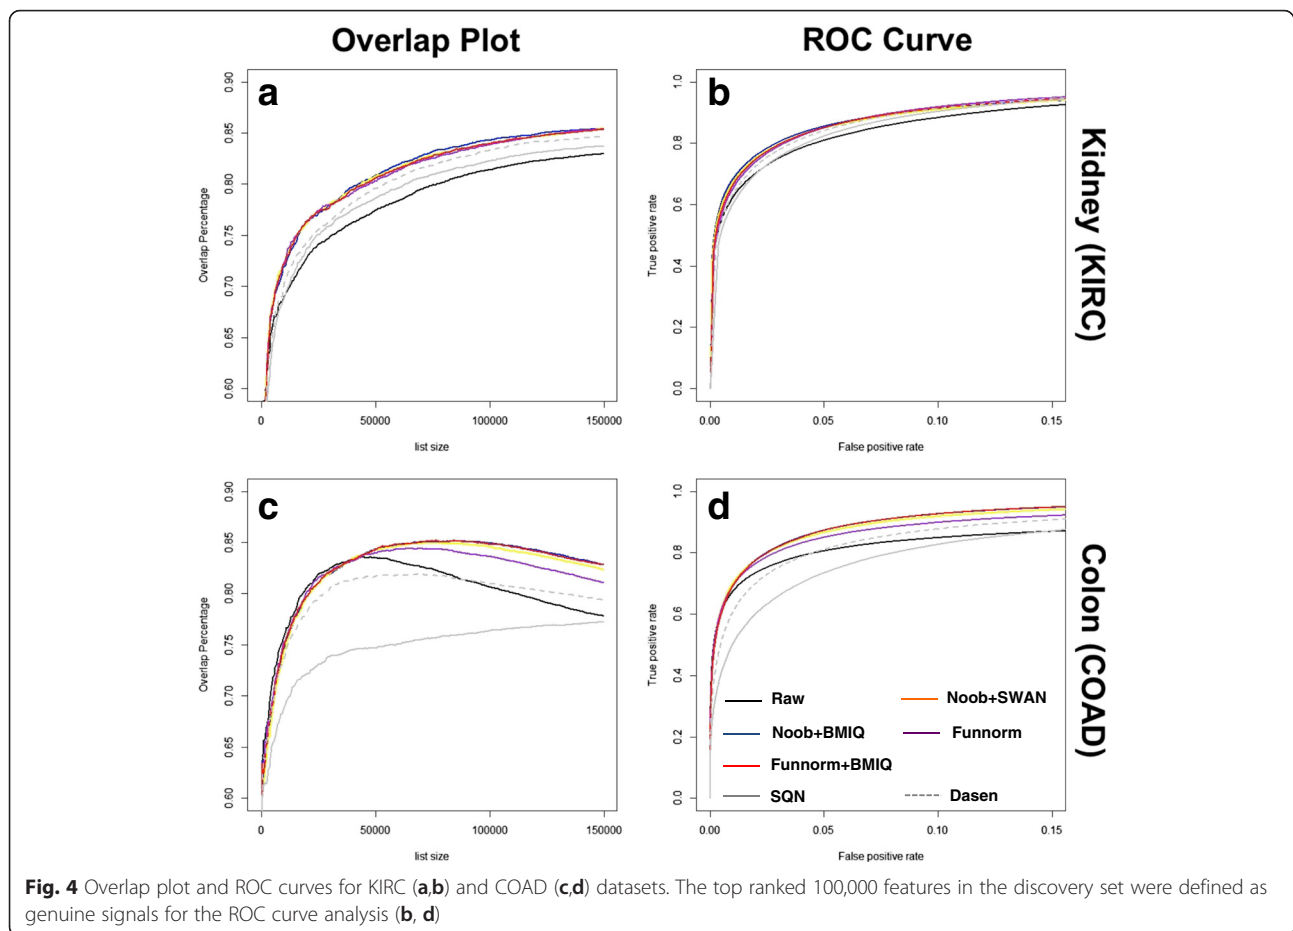 Overlap Plot
ROC Curve
a
0.90
0.85
0.80
0.75
0.70
0.65
0.60
Overlap Percentage
0
50000
100000
150000
list size
b
1.0
0.8
0.6
0.4
0.2
0.0
True positive rate
0.00
0.05
0.10
0.15
False positive rate
Kidney (KIRC)
c
0.90
0.85
0.80
0.75
0.70
0.65
0.60
Overlap Percentage
0
50000
100000
150000
list size
d
1.0
0.8
0.6
0.4
0.2
0.0
True positive rate
Raw
Noob+SWAN
Noob+BMIQ
Funnorm
Funnorm+BMIQ
SQN
Dasen
0.00
0.05
0.10
0.15
False positive rate
Colon (COAD)
Fig. 4 Overlap plot and ROC curves for KIRC (a,b) and COAD (c,d) datasets. The top ranked 100,000 features in the discovery set were defined as
genuine signals for the ROC curve analysis (b, d)